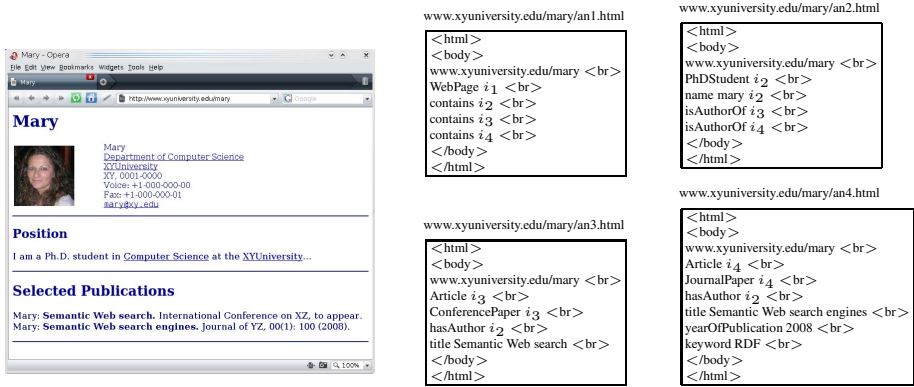 Mary - Opera
File Edit View Bookmarks Widgets Tools Help
Mary
http://www.xyuniversity.edu/mary
Google
Mary
Mary
Department of Computer Science
XYUniversity
XY, 0001-0000
Voice: +1-000-000-00
Fax: +1-000-000-01
mary@xy.edu
Position
I am a Ph.D. student in Computer Science at the XYUniversity...
Selected Publications
Mary: Semantic Web search. International Conference on XZ, to appear.
Mary: Semantic Web search engines. Journal of YZ, 00(1): 100 (2008).
100%
www.xyuniversity.edu/mary/an1.html
<html>
<body>
www.xyuniversity.edu/mary <br>
WebPage i1 <br>
contains i2 <br>
contains i3 <br>
contains i4 <br>
</body>
</html>
www.xyuniversity.edu/mary/an2.html
<html>
<body>
www.xyuniversity.edu/mary <br>
PhDStudent i2 <br>
name mary i2 <br>
isAuthorOf i3 <br>
isAuthorOf i4 <br>
</body>
</html>
www.xyuniversity.edu/mary/an3.html
<html>
<body>
www.xyuniversity.edu/mary <br>
Article i3 <br>
ConferencePaper i3 <br>
hasAuthor i2 <br>
title Semantic Web search <br>
</body>
</html>
www.xyuniversity.edu/mary/an4.html
<html>
<body>
www.xyuniversity.edu/mary <br>
Article i4 <br>
JournalPaper i4 <br>
hasAuthor i2 <br>
title Semantic Web search engines <br>
yearOfPublication 2008 <br>
keyword RDF <br>
</body>
</html>